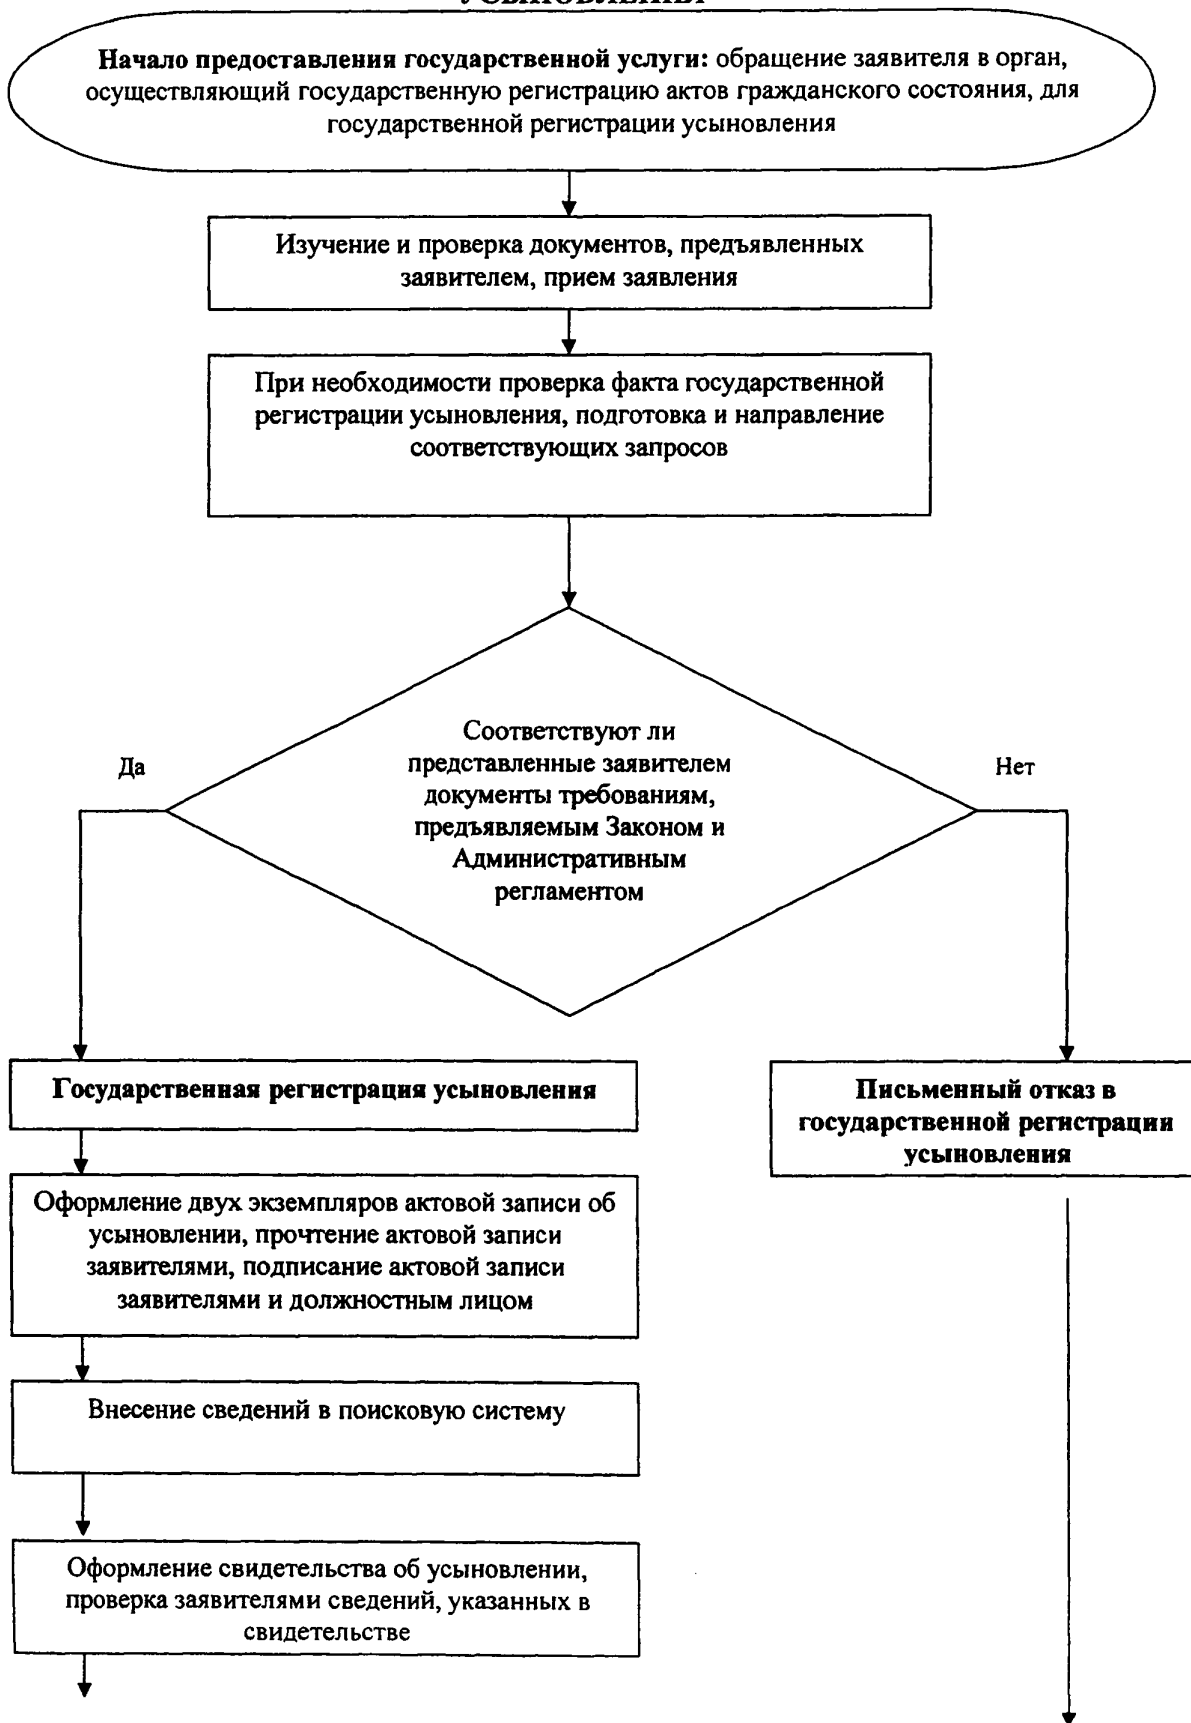 Начало предоставления государственной услуги: обращение заявителя в орган,
осуществляющий государственную регистрацию актов гражданского состояния, для
государственной регистрации усыновления
Изучение и проверка документов, предъявленных
заявителем, прием заявления
При необходимости проверка факта государственной
регистрации усыновления, подготовка и направление
соответствующих запросов
Соответствуют ли
представленные заявителем
документы требованиям,
предъявляемым Законом и
Административным
регламентом
Да
Нет
Государственная регистрация усыновления
Письменный отказ в
государственной регистрации
усыновления
Оформление двух экземпляров актовой записи об
усыновлении, прочтение актовой записи
заявителями, подписание актовой записи
заявителями и должностным лицом
Внесение сведений в поисковую систему
Оформление свидетельства об усыновлении,
проверка заявителями сведений, указанных в
свидетельстве